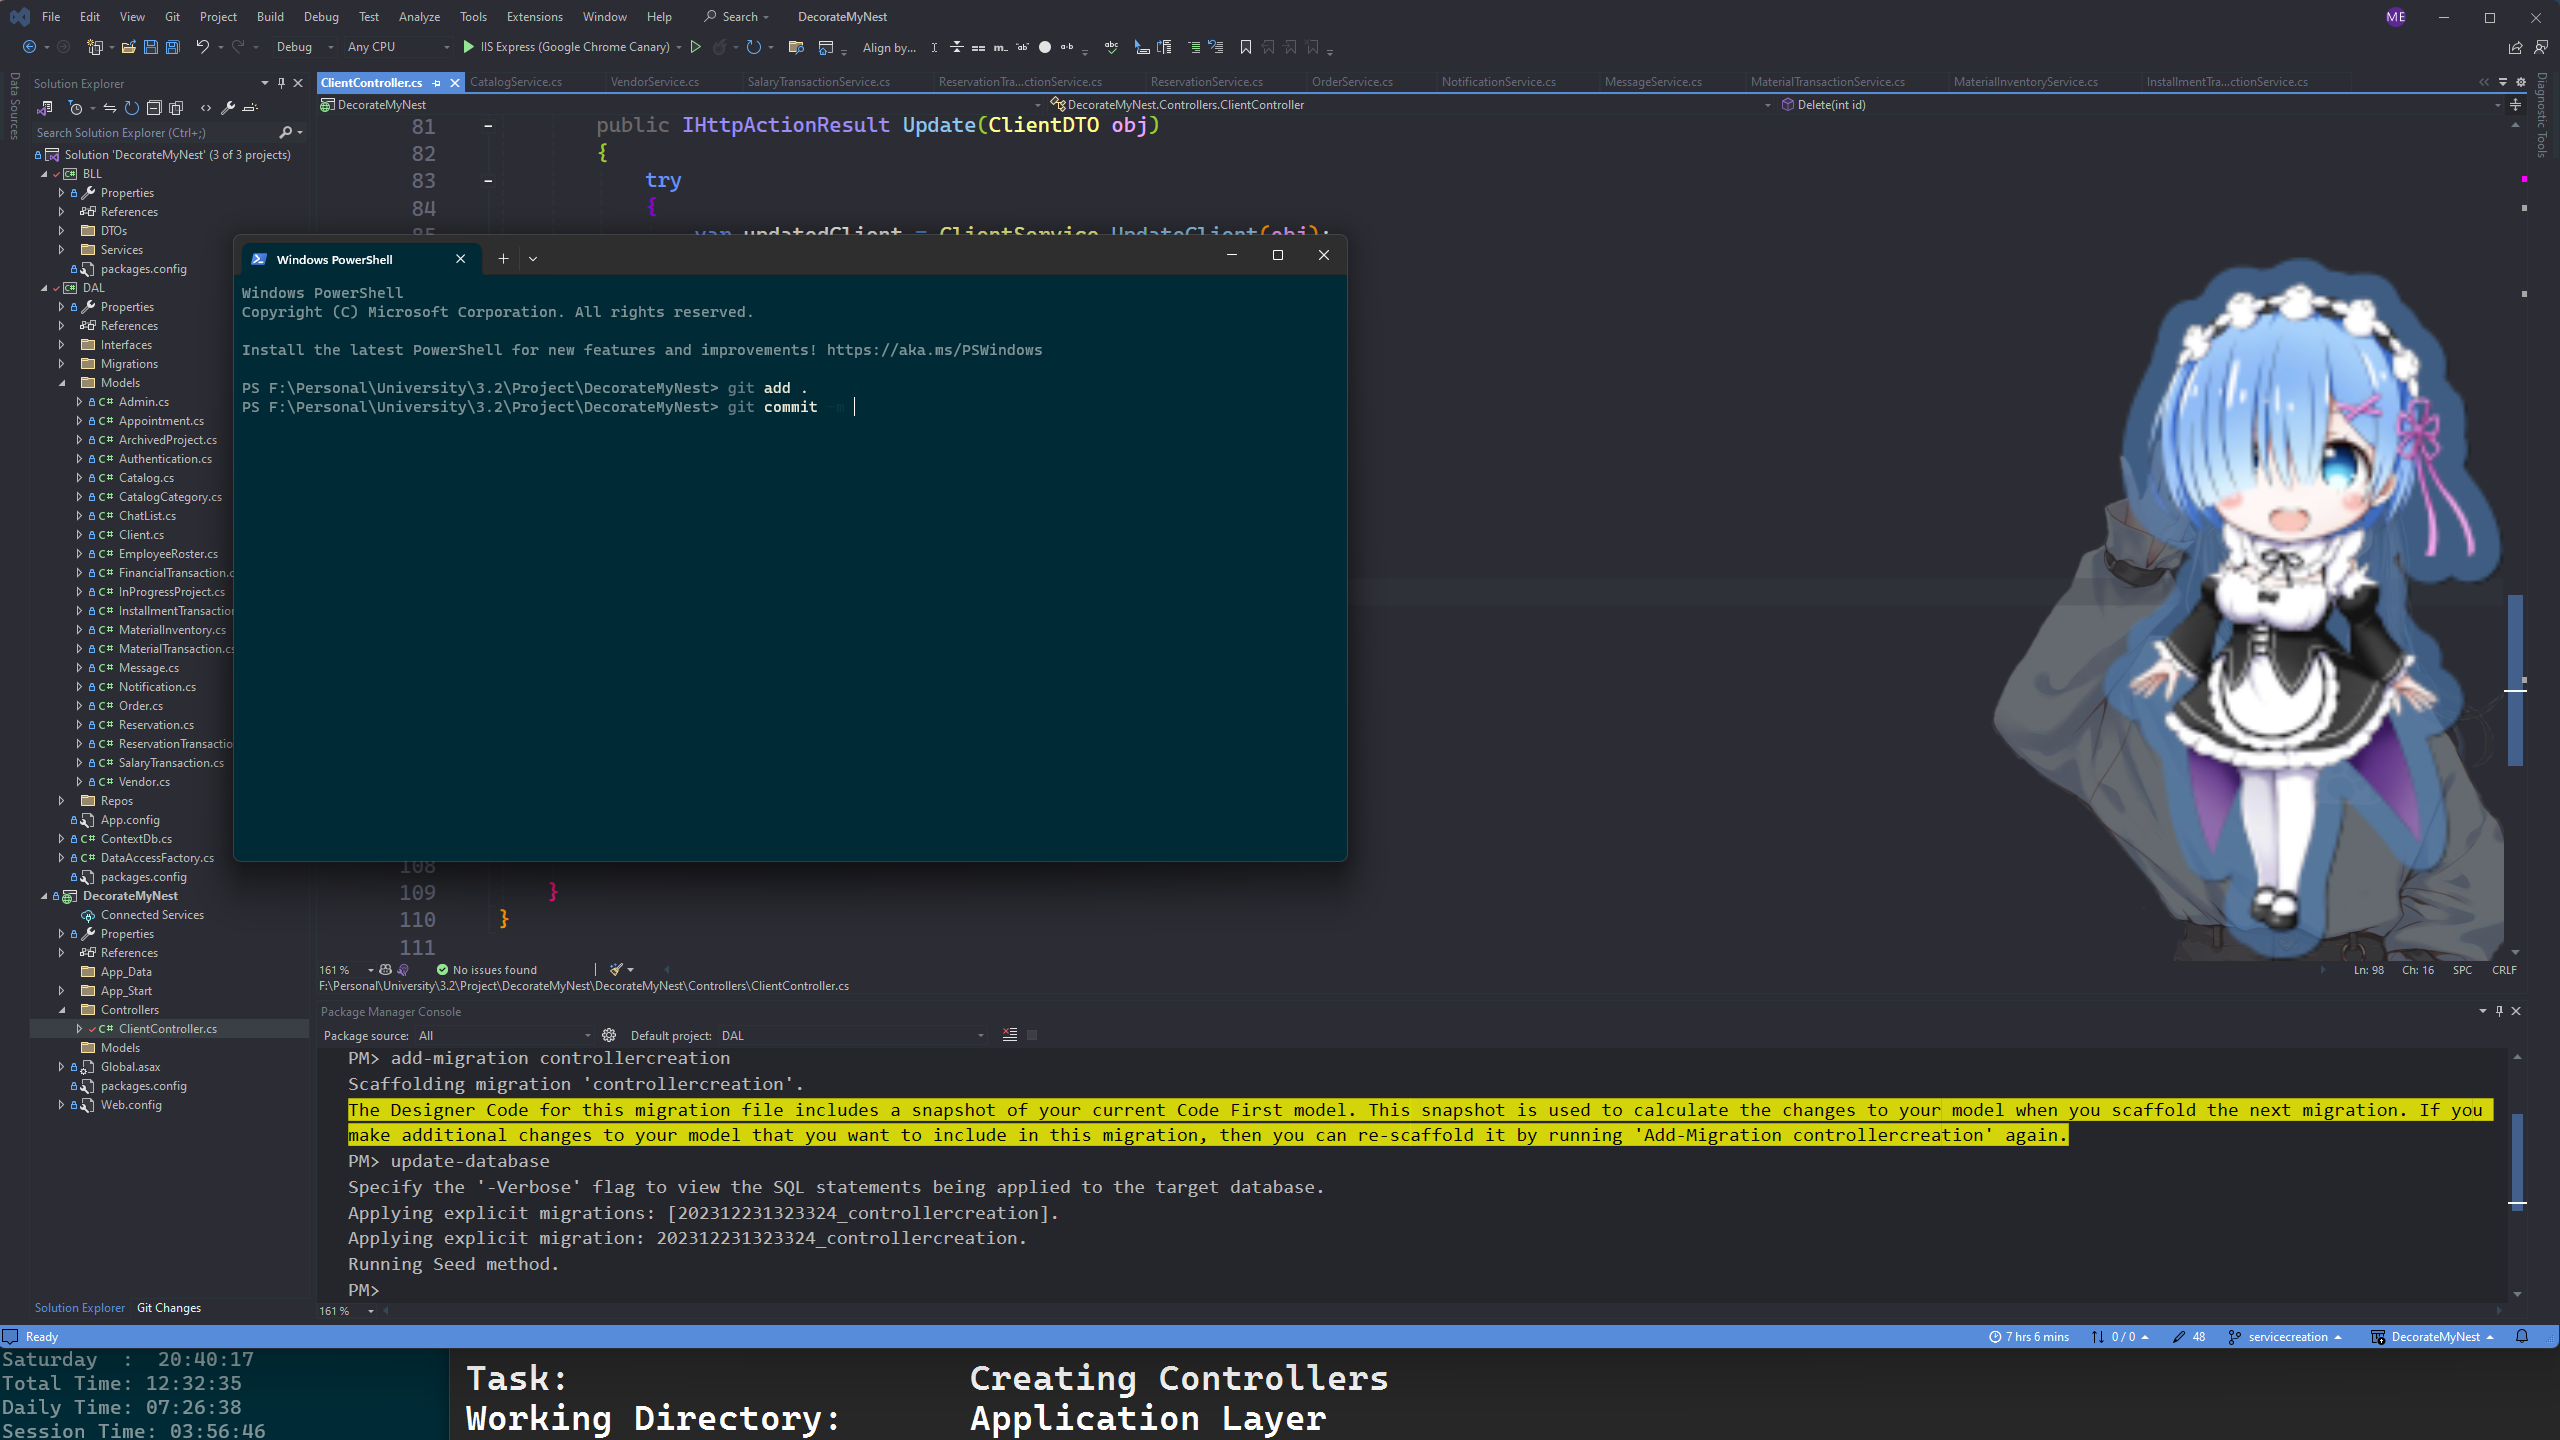 File Edit View Git Project Build Debug Test Analyze Tools Extensions Window Help Search DecorateMyNest ME
Debug Any CPU IIS Express (Google Chrome Canary) Align by...
Data Sources
Solution Explorer
Search Solution Explorer (Ctrl+;)
Solution 'DecorateMyNest' (3 of 3 projects)
BLL
Properties
References
DTOs
Services
packages.config
DAL
Properties
References
Interfaces
Migrations
Models
Admin.cs
Appointment.cs
ArchivedProject.cs
Authentication.cs
Catalog.cs
CatalogCategory.cs
ChatList.cs
Client.cs
EmployeeRoster.cs
FinancialTransaction.c
InProgressProject.cs
InstallmentTransaction
MaterialInventory.cs
MaterialTransaction.cs
Message.cs
Notification.cs
Order.cs
Reservation.cs
ReservationTransactio
SalaryTransaction.cs
Vendor.cs
Repos
App.config
ContextDb.cs
DataAccessFactory.cs
packages.config
DecorateMyNest
Connected Services
Properties
References
App_Data
App_Start
Controllers
ClientController.cs
Models
Global.asax
packages.config
Web.config
Solution Explorer Git Changes
ClientController.cs CatalogService.cs VendorService.cs SalaryTransactionService.cs ReservationTra...ctionService.cs ReservationService.cs OrderService.cs NotificationService.cs MessageService.cs MaterialTransactionService.cs MaterialInventoryService.cs InstallmentTra...ctionService.cs
DecorateMyNest DecorateMyNest.Controllers.ClientController Delete(int id)
Diagnostic Tools
81 public IHttpActionResult Update(ClientDTO obj)
82 {
83 try
84 {
85 var updatedClient = ClientService.UpdateClient(obj);
Windows PowerShell
Windows PowerShell
Copyright (C) Microsoft Corporation. All rights reserved.
Install the latest PowerShell for new features and improvements! https://aka.ms/PSWindows
PS F:\Personal\University\3.2\Project\DecorateMyNest> git add .
PS F:\Personal\University\3.2\Project\DecorateMyNest> git commit -m
108
109 }
110 }
111
161 % No issues found Ln: 98 Ch: 16 SPC CRLF
F:\Personal\University\3.2\Project\DecorateMyNest\DecorateMyNest\Controllers\ClientController.cs
Package Manager Console
Package source: All Default project: DAL
PM> add-migration controllercreation
Scaffolding migration 'controllercreation'.
The Designer Code for this migration file includes a snapshot of your current Code First model. This snapshot is used to calculate the changes to your model when you scaffold the next migration. If you
make additional changes to your model that you want to include in this migration, then you can re-scaffold it by running 'Add-Migration controllercreation' again.
PM> update-database
Specify the '-Verbose' flag to view the SQL statements being applied to the target database.
Applying explicit migrations: [202312231323324_controllercreation].
Applying explicit migration: 202312231323324_controllercreation.
Running Seed method.
PM>
161 %
Ready 7 hrs 6 mins 0 / 0 48 servicecreation DecorateMyNest
Saturday : 20:40:17
Total Time: 12:32:35
Daily Time: 07:26:38
Session Time: 03:56:46
Task: Creating Controllers
Working Directory: Application Layer